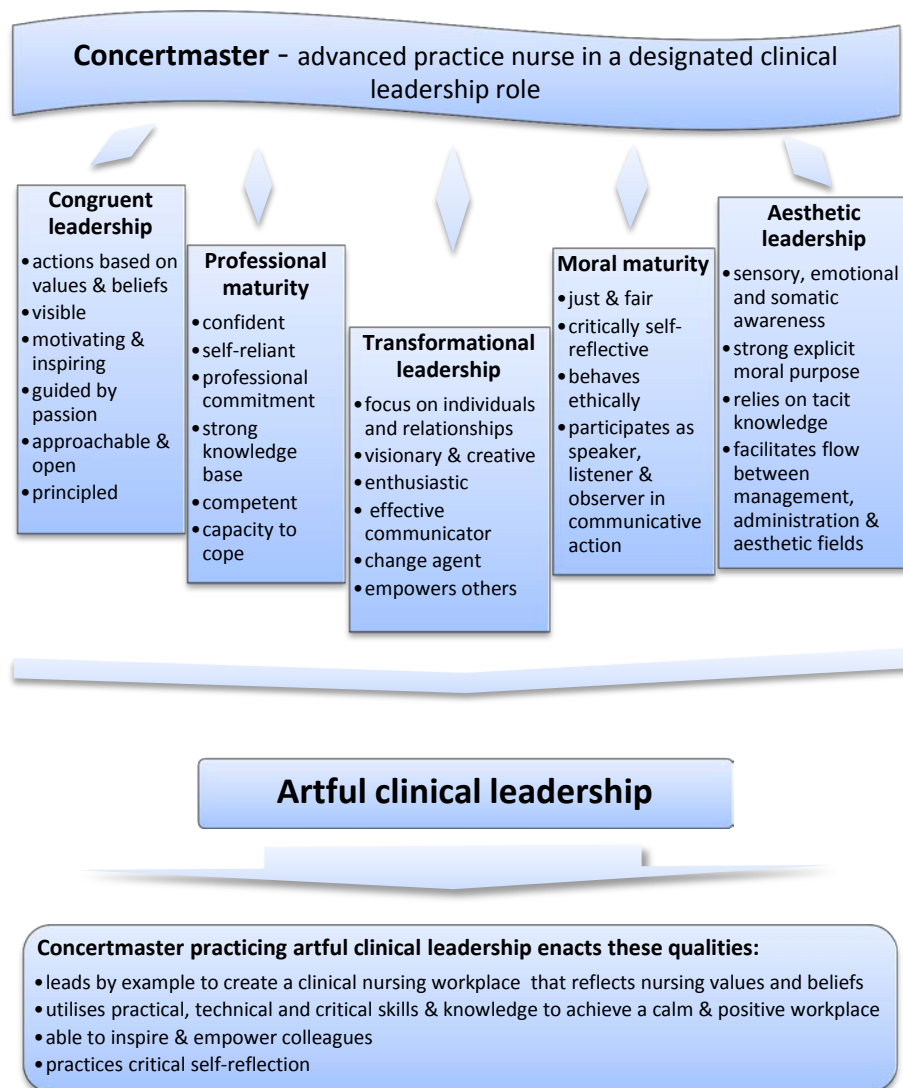 Concertmaster - advanced practice nurse in a designated clinical
leadership role
Congruent
leadership
•actions based on
values & beliefs
•visible
•motivating &
inspiring
•guided by
passion
•approachable &
open
•principled
Professional
maturity
•confident
•self-reliant
•professional
commitment
•strong
knowledge
base
•competent
•capacity to
cope
Transformational
leadership
•focus on individuals
and relationships
•visionary & creative
•enthusiastic
• effective
communicator
•change agent
•empowers others
Moral maturity
•just & fair
•critically self-
reflective
•behaves
ethically
•participates as
speaker,
listener &
observer in
communicative
action
Aesthetic
leadership
•sensory, emotional
and somatic
awareness
•strong explicit
moral purpose
•relies on tacit
knowledge
•facilitates flow
between
management,
administration &
aesthetic fields
Artful clinical leadership
Concertmaster practicing artful clinical leadership enacts these qualities:
•leads by example to create a clinical nursing workplace that reflects nursing values and beliefs
•utilises practical, technical and critical skills & knowledge to achieve a calm & positive workplace
•able to inspire & empower colleagues
•practices critical self-reflection